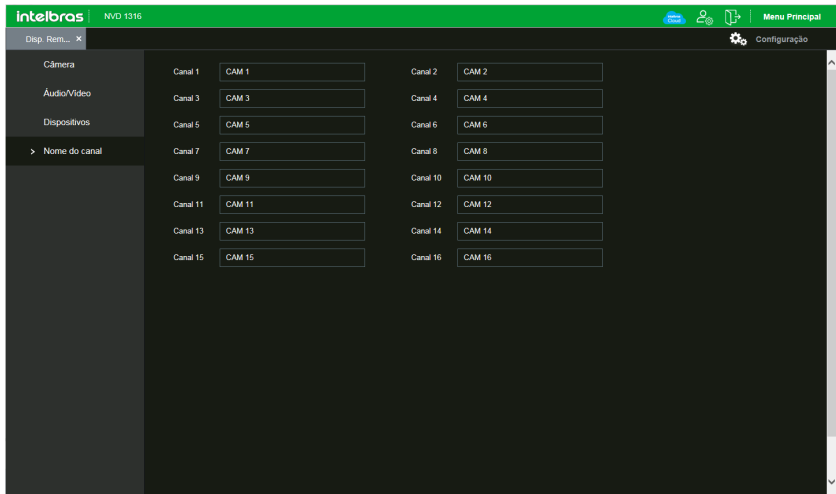 intelbras NVD 1316 Menu Principal
Disp. Rem... × Configuração
Câmera
Áudio/Vídeo
Dispositivos
> Nome do canal
Canal 1 CAM 1 Canal 2 CAM 2
Canal 3 CAM 3 Canal 4 CAM 4
Canal 5 CAM 5 Canal 6 CAM 6
Canal 7 CAM 7 Canal 8 CAM 8
Canal 9 CAM 9 Canal 10 CAM 10
Canal 11 CAM 11 Canal 12 CAM 12
Canal 13 CAM 13 Canal 14 CAM 14
Canal 15 CAM 15 Canal 16 CAM 16